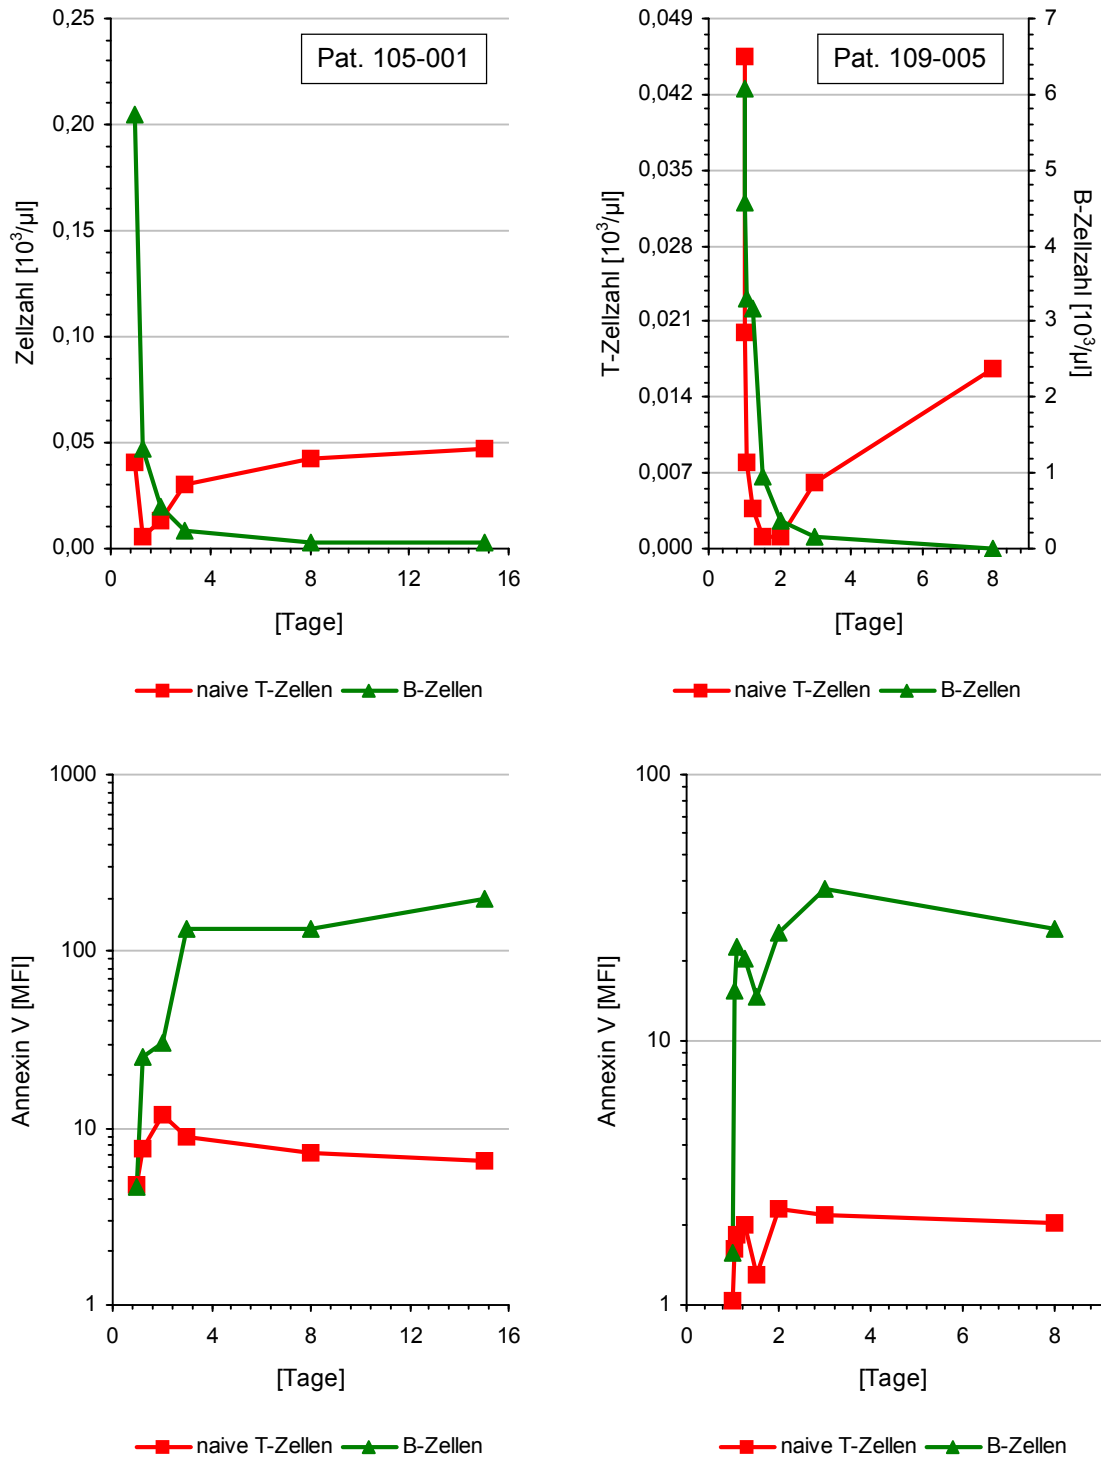 Pat. 105-001
Zellzahl [10³/µl]
0,25
0,20
0,15
0,10
0,05
0,00
0 4 8 12 16
[Tage]
naive T-Zellen B-Zellen
Pat. 109-005
T-Zellzahl [10³/µl]
0,049
0,042
0,035
0,028
0,021
0,014
0,007
0,000
B-Zellzahl [10³/µl]
7
6
5
4
3
2
1
0
0 2 4 6 8
[Tage]
naive T-Zellen B-Zellen
Annexin V [MFI]
1000
100
10
1
0 4 8 12 16
[Tage]
naive T-Zellen B-Zellen
Annexin V [MFI]
100
10
1
0 2 4 6 8
[Tage]
naive T-Zellen B-Zellen